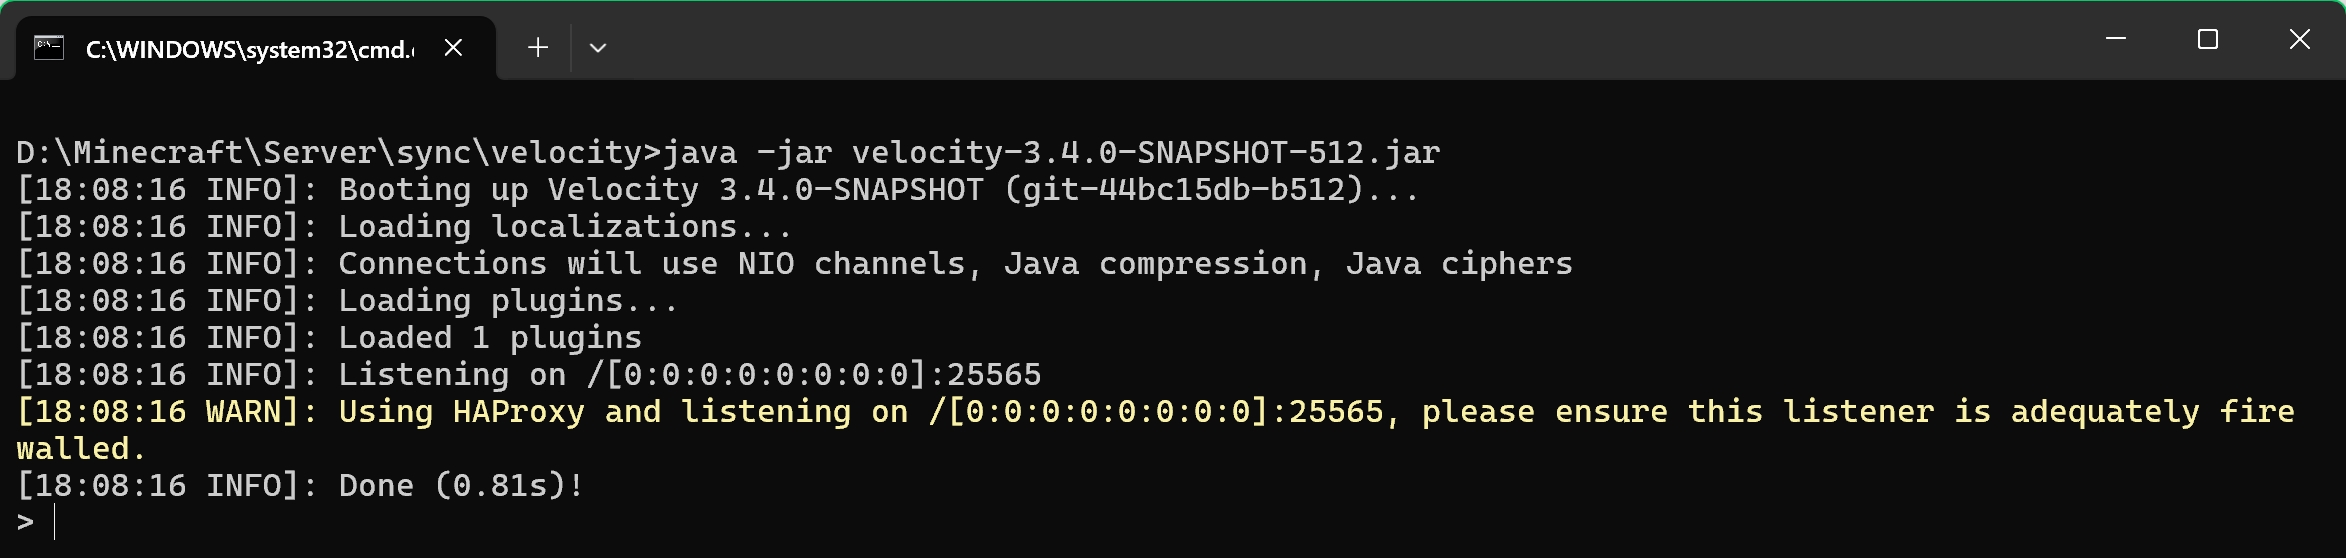 C:\WINDOWS\system32\cmd.
D:\Minecraft\Server\sync\velocity>java -jar velocity-3.4.0-SNAPSHOT-512.jar
[18:08:16 INFO]: Booting up Velocity 3.4.0-SNAPSHOT (git-44bc15db-b512)...
[18:08:16 INFO]: Loading localizations...
[18:08:16 INFO]: Connections will use NIO channels, Java compression, Java ciphers
[18:08:16 INFO]: Loading plugins...
[18:08:16 INFO]: Loaded 1 plugins
[18:08:16 INFO]: Listening on /[0:0:0:0:0:0:0:0]:25565
[18:08:16 WARN]: Using HAProxy and listening on /[0:0:0:0:0:0:0:0]:25565, please ensure this listener is adequately fire
walled.
[18:08:16 INFO]: Done (0.81s)!
>